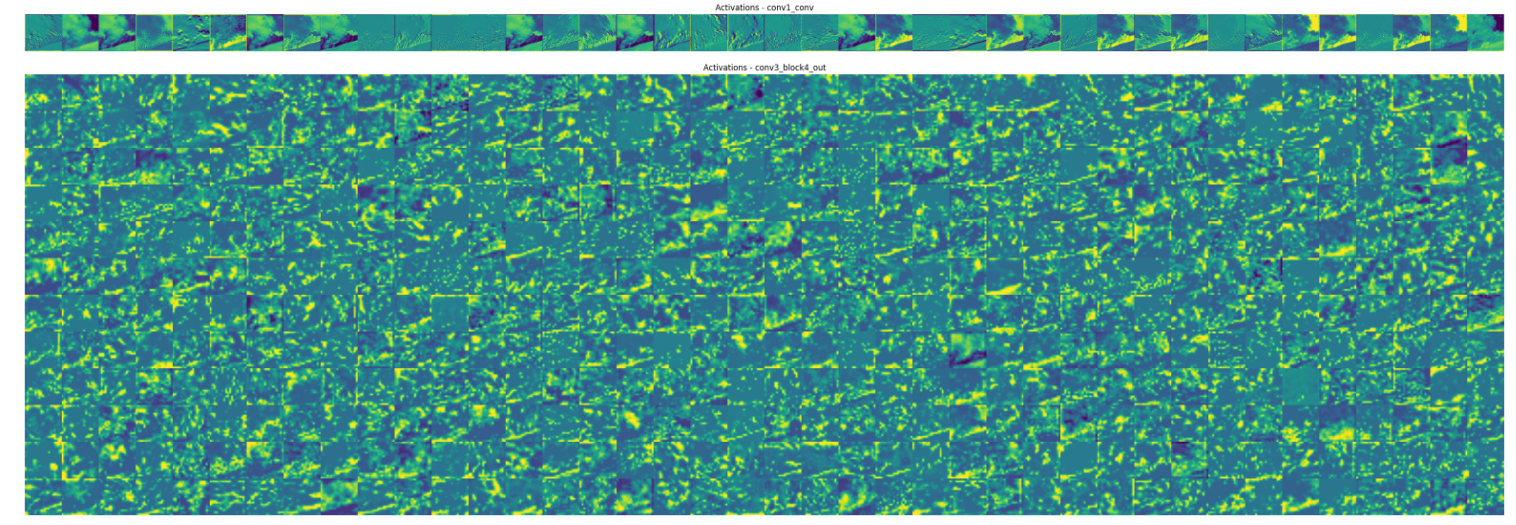 Activations - conv1_conv
Activations - conv3_block4_out